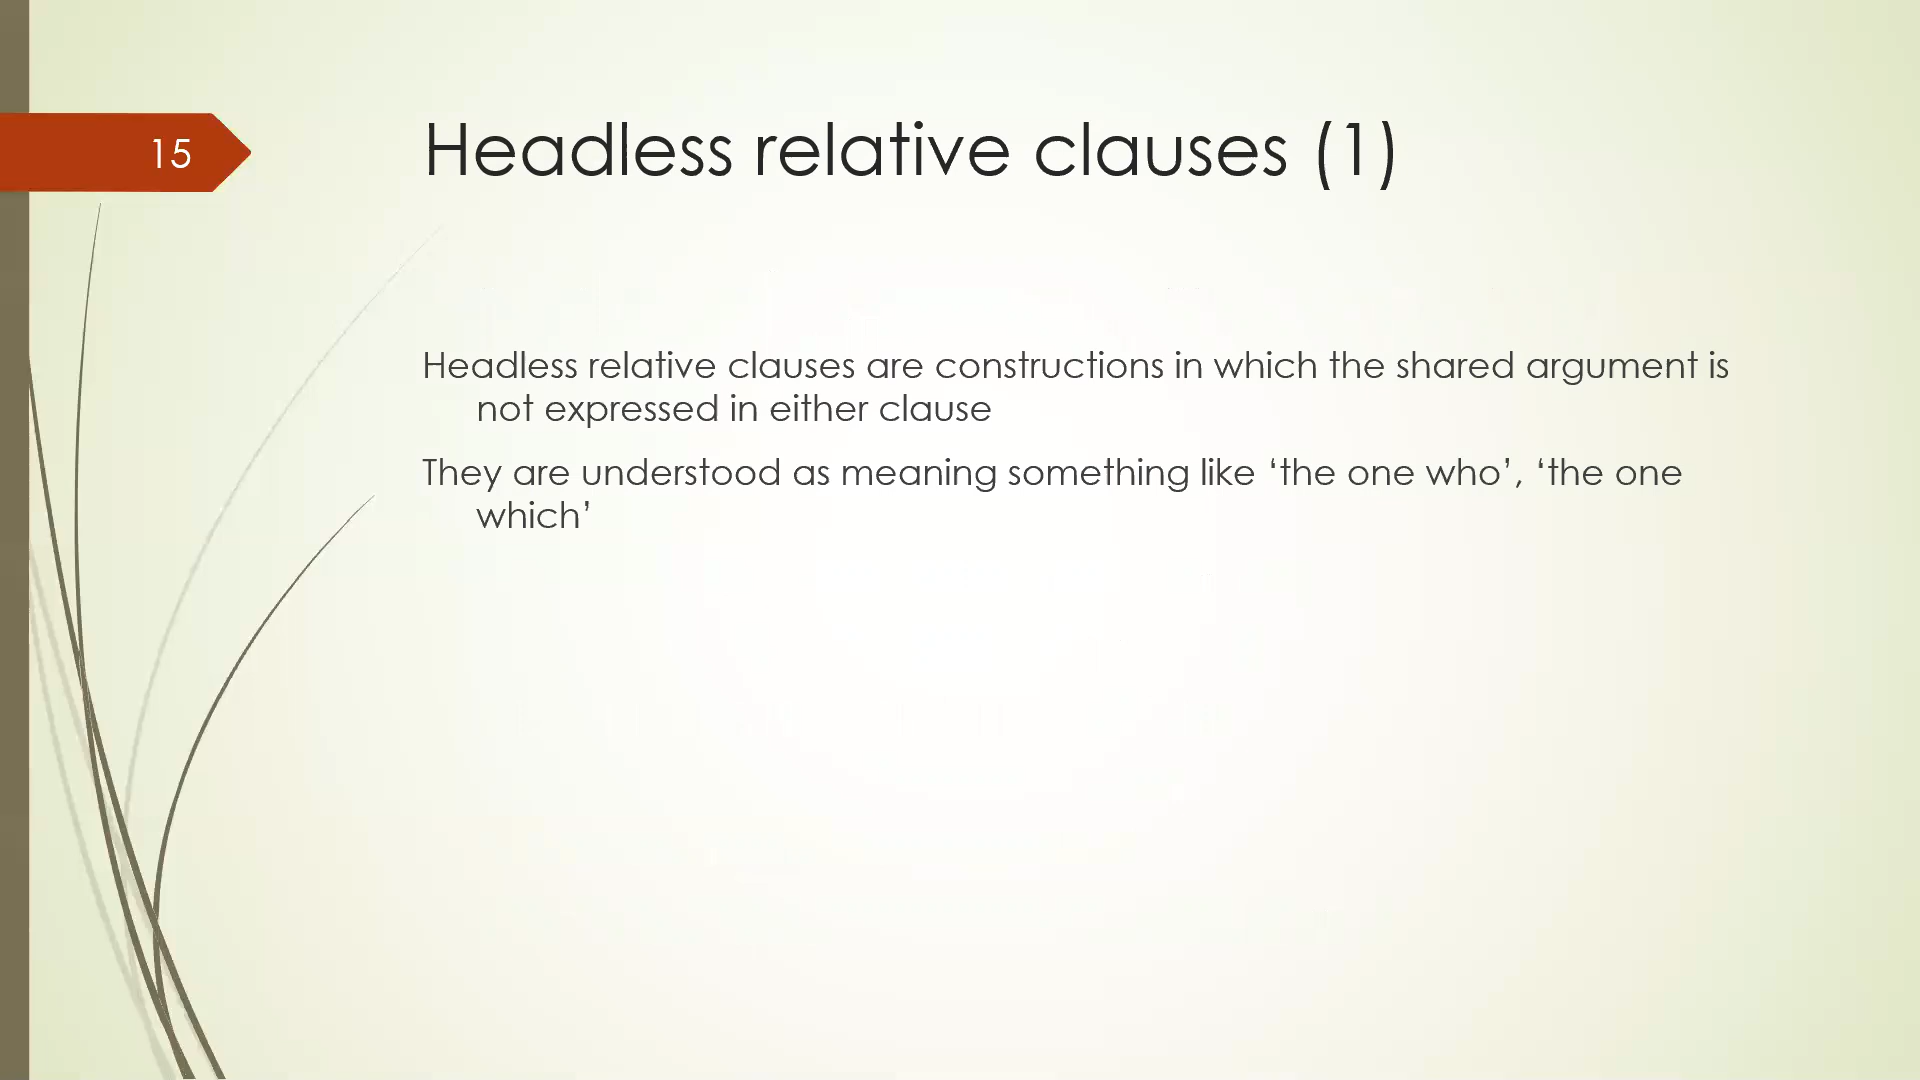 15
Headless relative clauses (1)
Headless relative clauses are constructions in which the shared argument is
not expressed in either clause
They are understood as meaning something like ‘the one who’, ‘the one
which’